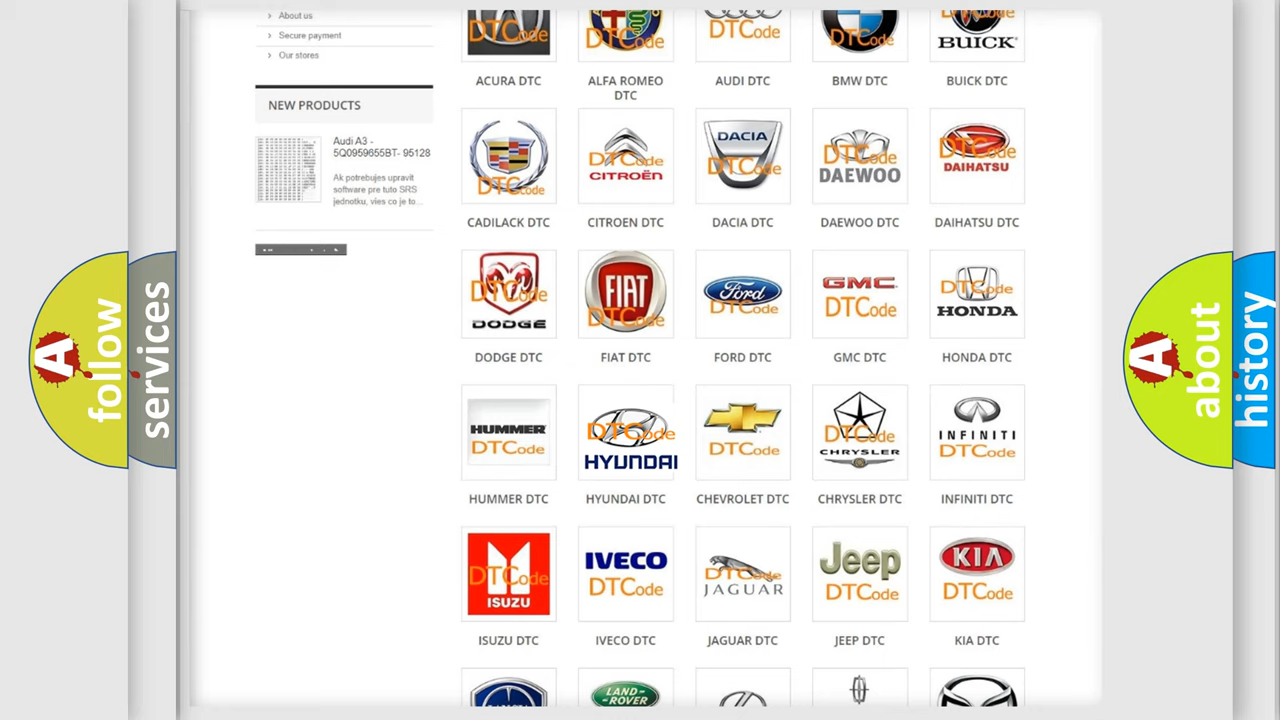 About us
Secure payment
Our stores
NEW PRODUCTS
Audi A3 -
5Q0959655BT- 95128
Ak potrebujes upravit
software pre tuto SRS
jednotku, vies co je to...
DTCode DTCode DTCode DTCode BUICK
ACURA DTC ALFA ROMEO DTC AUDI DTC BMW DTC BUICK DTC
DTCode DTCode CITROËN DACIA DTCode DTCode DAEWOO DTCode DAIHATSU
CADILACK DTC CITROEN DTC DACIA DTC DAEWOO DTC DAIHATSU DTC
DTCode DODGE FIAT DTCode Ford DTCode GMC DTCode DTCode HONDA
DODGE DTC FIAT DTC FORD DTC GMC DTC HONDA DTC
HUMMER DTCode DTCode HYUNDAI DTCode DTCode CHRYSLER INFINITI DTCode
HUMMER DTC HYUNDAI DTC CHEVROLET DTC CHRYSLER DTC INFINITI DTC
DTCode ISUZU IVECO DTCode DTCode JAGUAR Jeep DTCode KIA DTCode
ISUZU DTC IVECO DTC JAGUAR DTC JEEP DTC KIA DTC
LAND-ROVER
A follow
services
A about
history